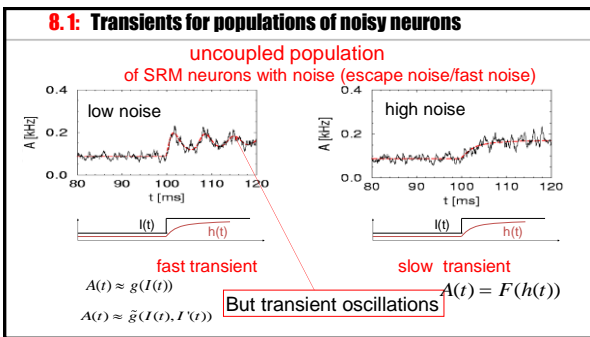 8.1: Transients for populations of noisy neurons
uncoupled population
of SRM neurons with noise (escape noise/fast noise)
low noise
A [kHz]
0.4
0.2
0.0
80 90 100 110 120
t [ms]
I(t)
h(t)
high noise
A [kHz]
0.4
0.2
0.0
80 90 100 110 120
t [ms]
I(t)
h(t)
fast transient
A(t) ≈ g(I(t))
A(t) ≈ g̃(I(t), I'(t))
But transient oscillations
slow transient
A(t) = F(h(t))